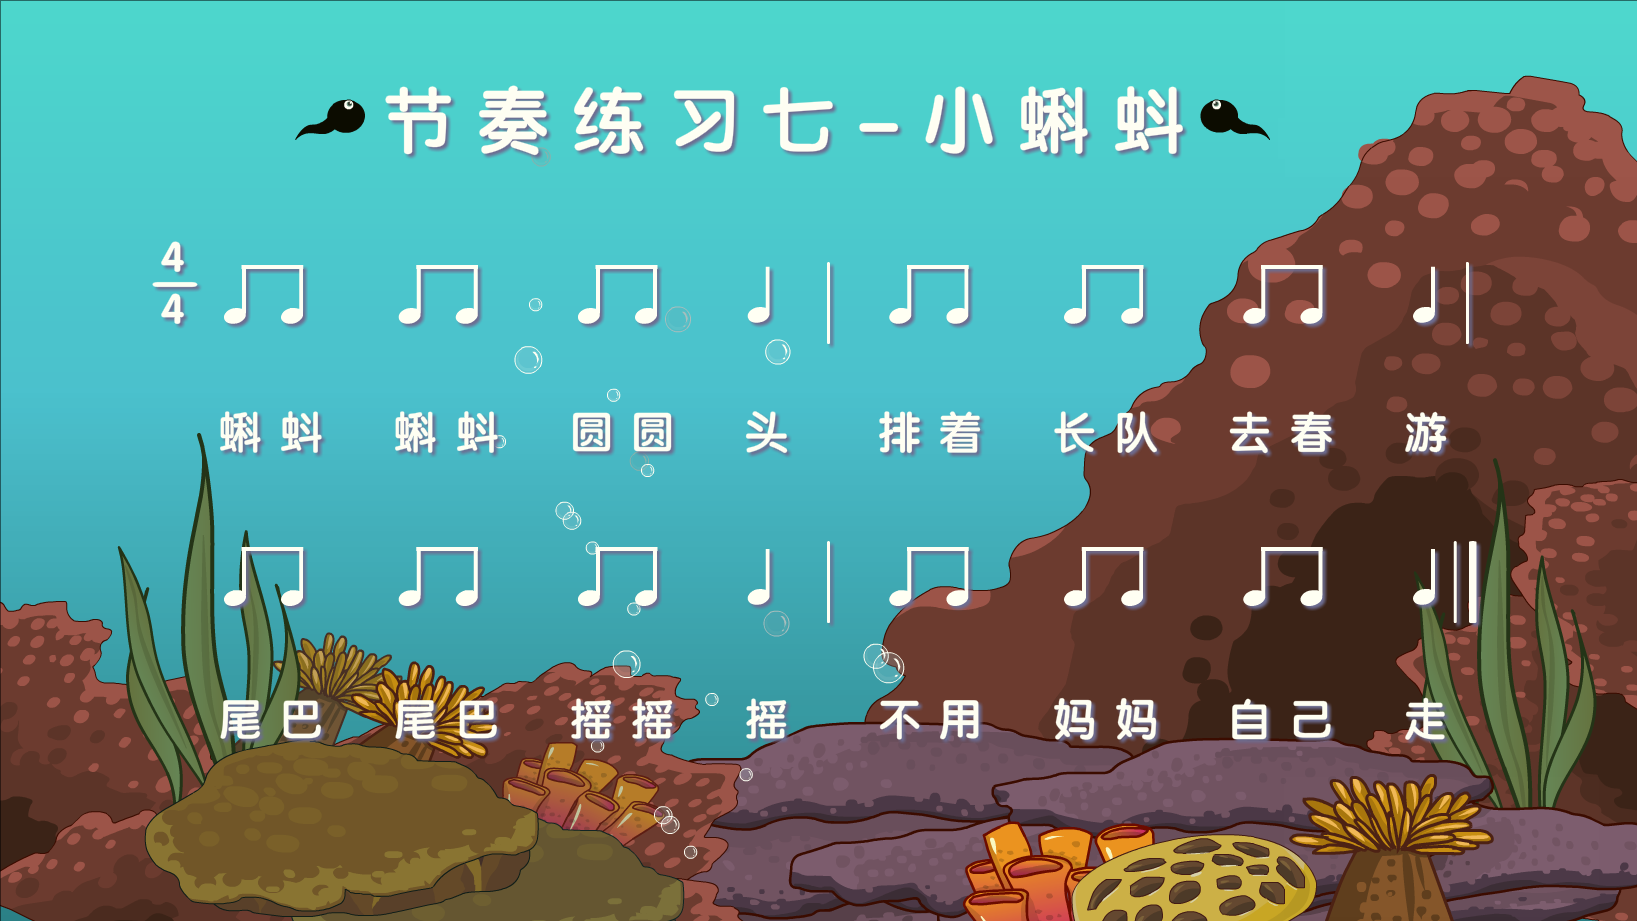 节奏练习七-小蝌蚪
4
4
蝌蚪 蝌蚪 圆圆 头 排着 长队 去春 游
尾巴 尾巴 摇摇 摇 不用 妈妈 自己 走